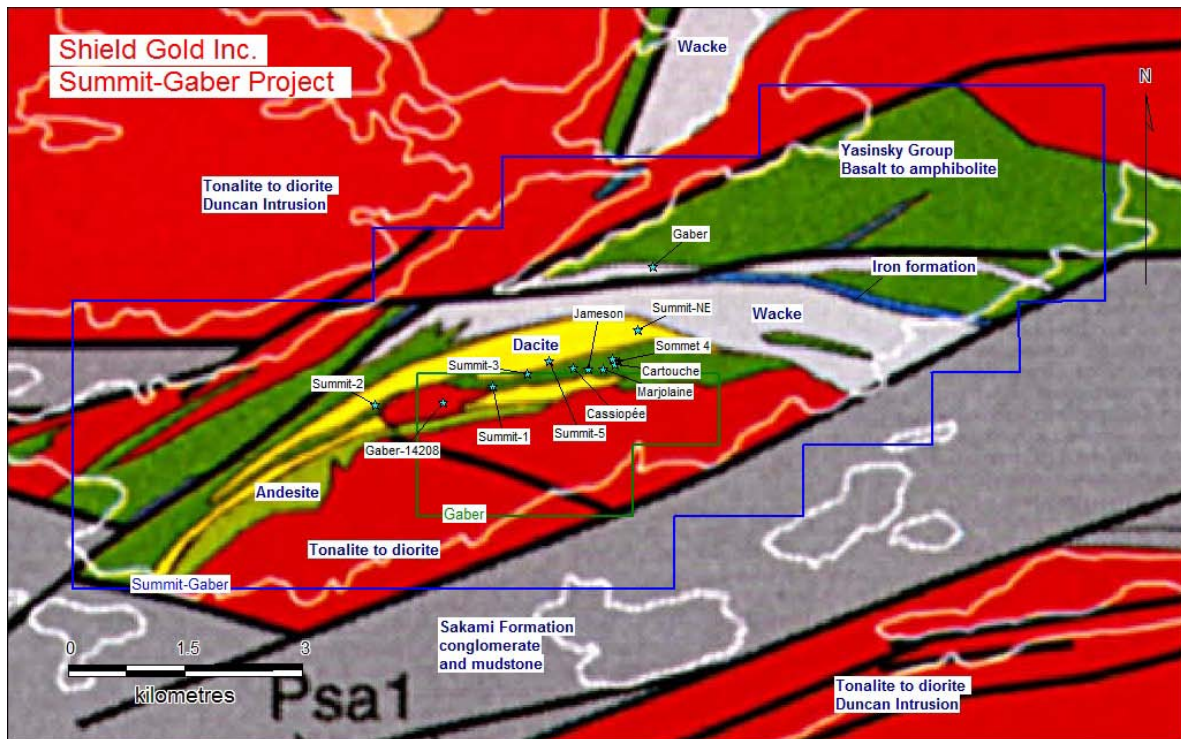 Shield Gold Inc.
Summit-Gaber Project
Wacke
N
Yasinsky Group
Basalt to amphibolite
Tonalite to diorite
Duncan Intrusion
Gaber
Iron formation
Summit-NE
Jameson
Wacke
Dacite
Sommet 4
Summit-3
Cartouche
Summit-2
Marjolaine
Cassiopée
Summit-1
Summit-5
Gaber-14208
Andesite
Gaber
Tonalite to diorite
Summit-Gaber
Sakami Formation
conglomerate
and mudstone
0 1.5 3
kilometres
Psa1
Tonalite to diorite
Duncan Intrusion